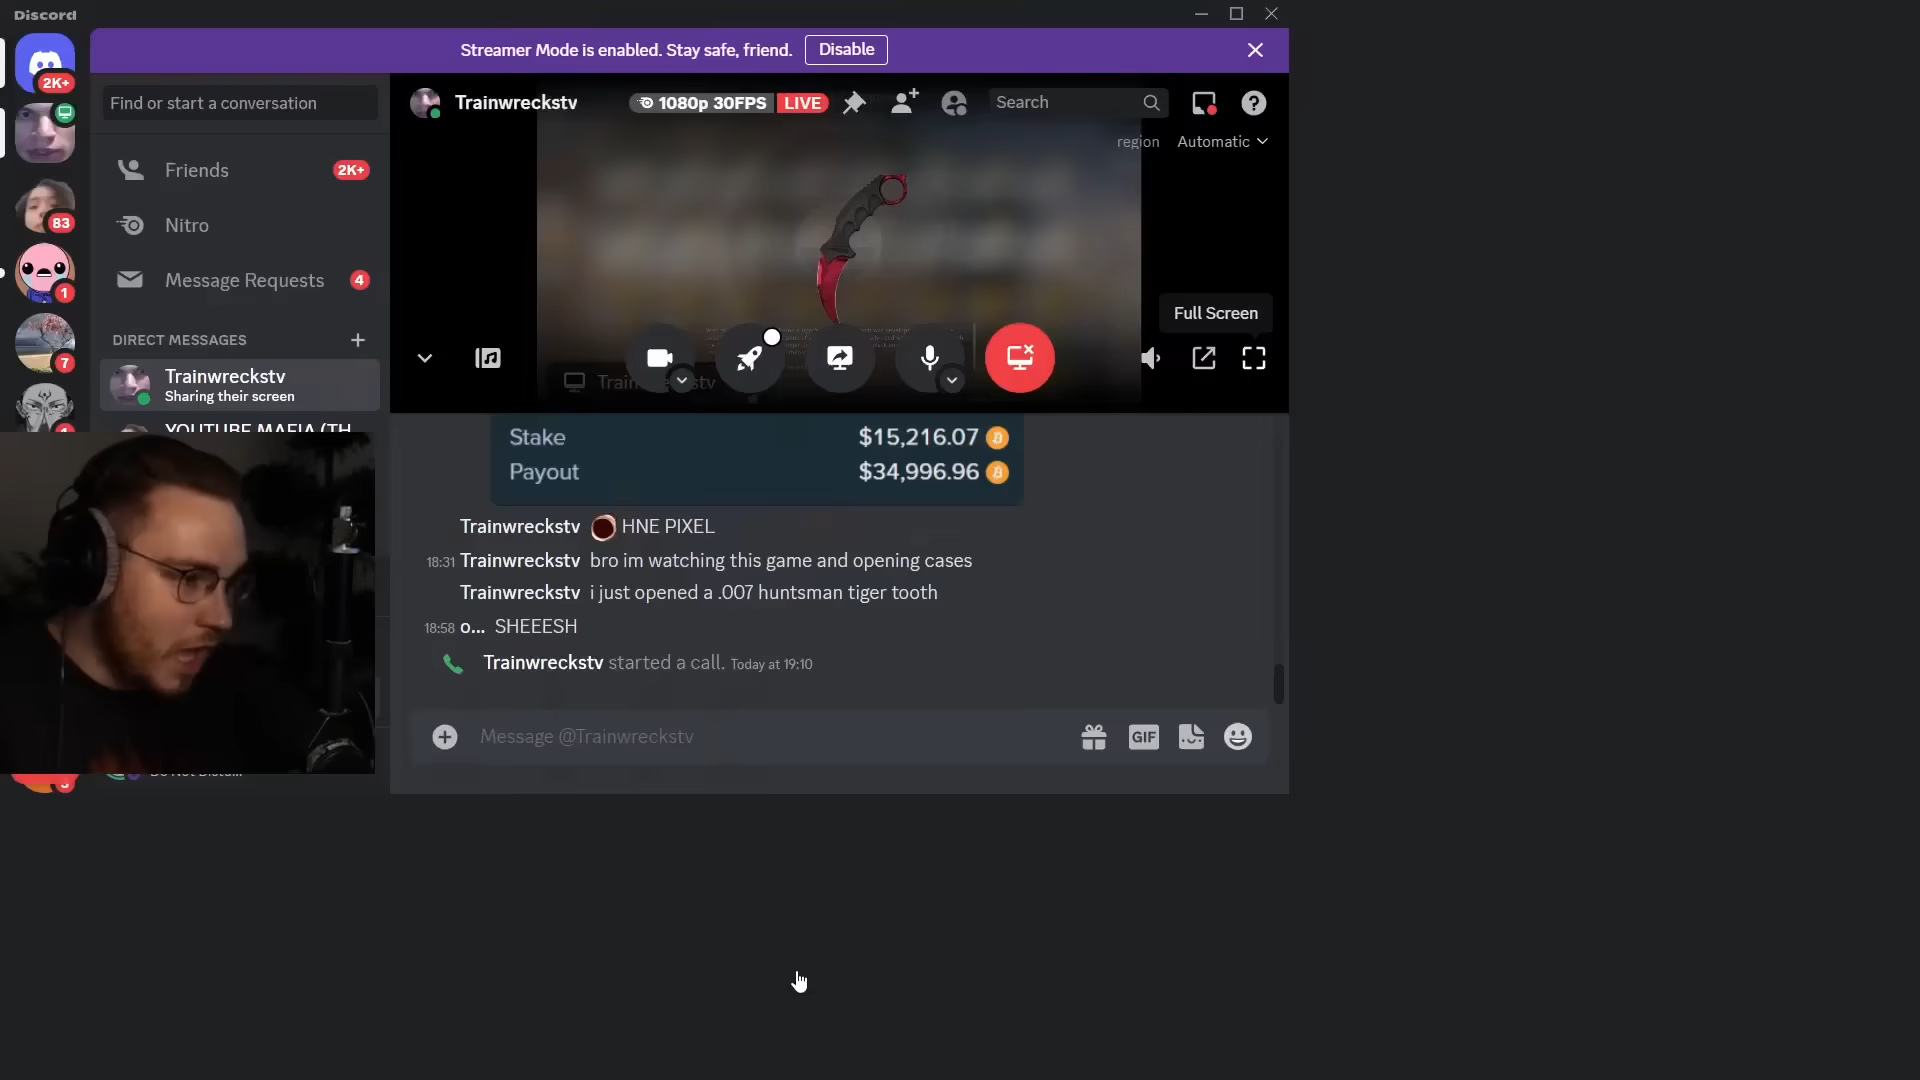 Discord
Streamer Mode is enabled. Stay safe, friend. Disable
2K+
Find or start a conversation
Trainwreckstv
1080p 30FPS LIVE
Search
region Automatic
Friends 2K+
83
Nitro
Message Requests 4
1
Full Screen
DIRECT MESSAGES
7
Trainwreckstv
Sharing their screen
YOUTUBE MAFIA (TH
Stake $15,216.07
Payout $34,996.96
Trainwreckstv HNE PIXEL
18:31 Trainwreckstv bro im watching this game and opening cases
Trainwreckstv i just opened a .007 huntsman tiger tooth
18:58 o... SHEEESH
Trainwreckstv started a call. Today at 19:10
Message @Trainwreckstv
GIF